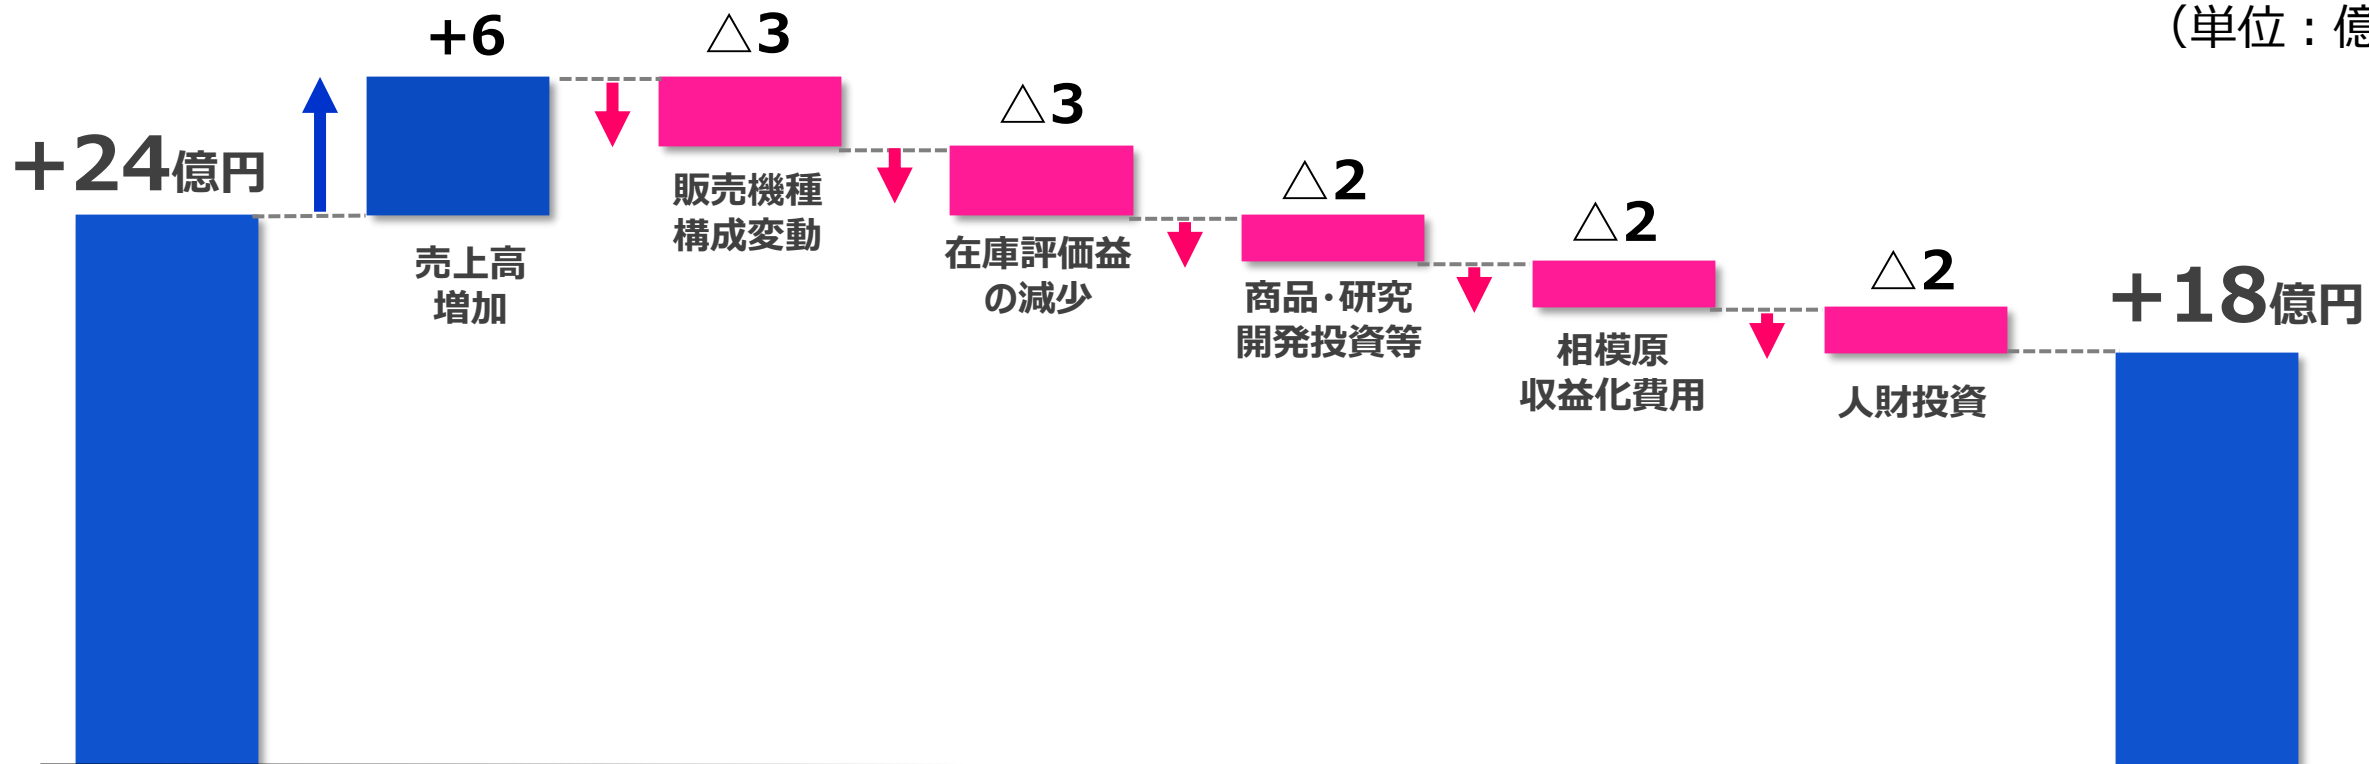 (単位：億
+6
△3
△3
△2
△2
△2
+24億円
+18億円
売上高
増加
販売機種
構成変動
在庫評価益
の減少
商品･研究
開発投資等
相模原
収益化費用
人財投資